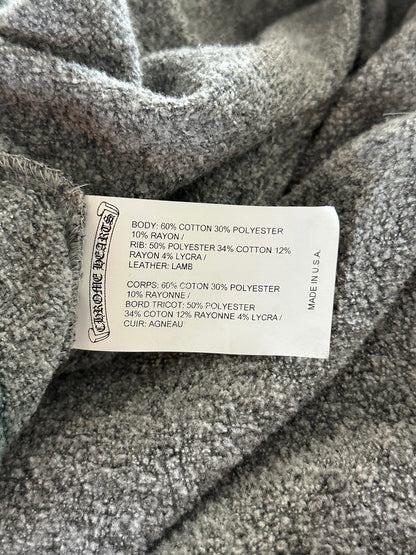 CHROME HEARTS
BODY: 60% COTTON 30% POLYESTER
10% RAYON /
RIB: 50% POLYESTER 34% COTTON 12%
RAYON 4% LYCRA /
LEATHER: LAMB
CORPS: 60% COTON 30% POLYESTER
10% RAYONNE /
BORD TRICOT: 50% POLYESTER
34% COTON 12% RAYONNE 4% LYCRA /
CUIR: AGNEAU
MADE IN U.S.A.